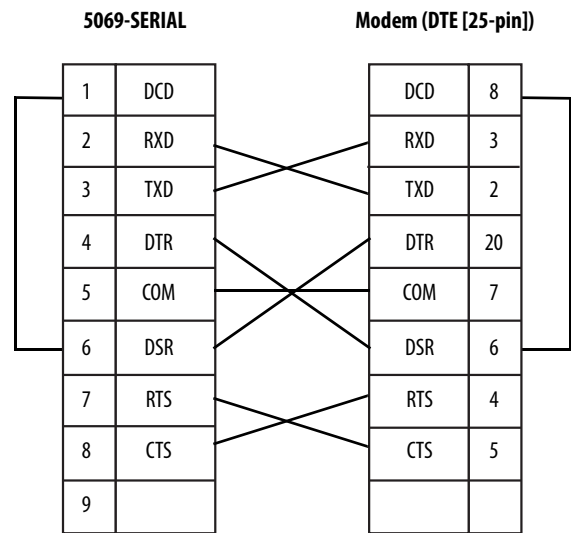 5069-SERIAL Modem (DTE [25-pin])
1 DCD DCD 8
2 RXD RXD 3
3 TXD TXD 2
4 DTR DTR 20
5 COM COM 7
6 DSR DSR 6
7 RTS RTS 4
8 CTS CTS 5
9